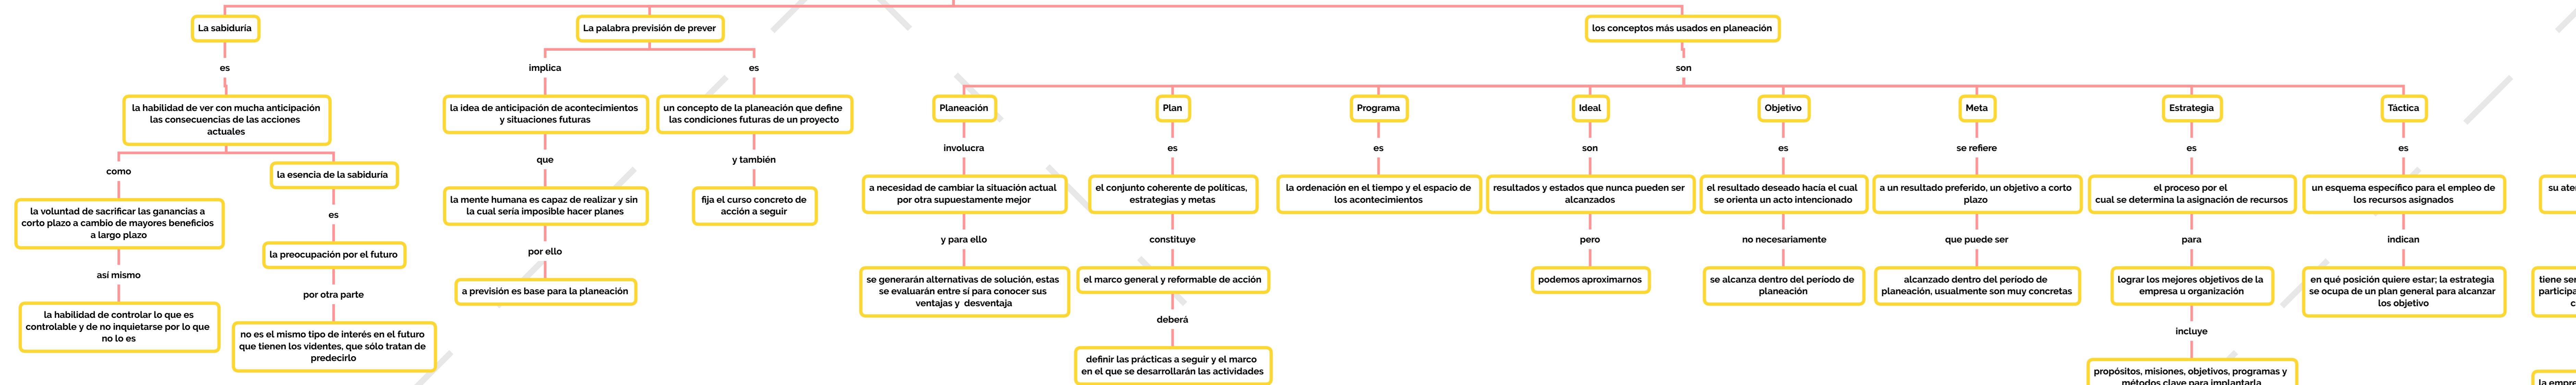 La sabiduría
es
la habilidad de ver con mucha anticipación
las consecuencias de las acciones
actuales
como
la voluntad de sacrificar las ganancias a
corto plazo a cambio de mayores beneficios
a largo plazo
así mismo
la habilidad de controlar lo que es
controlable y de no inquietarse por lo que
no lo es
la esencia de la sabiduría
es
la preocupación por el futuro
por otra parte
no es el mismo tipo de interés en el futuro
que tienen los videntes, que sólo tratan de
predecirlo
La palabra previsión de prever
implica
la idea de anticipación de acontecimientos
y situaciones futuras
que
la mente humana es capaz de realizar y sin
la cual sería imposible hacer planes
por ello
a previsión es base para la planeación
es
un concepto de la planeación que define
las condiciones futuras de un proyecto
y también
fija el curso concreto de
acción a seguir
los conceptos más usados en planeación
son
Planeación
involucra
a necesidad de cambiar la situación actual
por otra supuestamente mejor
y para ello
se generarán alternativas de solución, estas
se evaluarán entre sí para conocer sus
ventajas y desventaja
Plan
es
el conjunto coherente de políticas,
estrategias y metas
constituye
el marco general y reformable de acción
deberá
definir las prácticas a seguir y el marco
en el que se desarrollarán las actividades
Programa
es
la ordenación en el tiempo y el espacio de
los acontecimientos
Ideal
son
resultados y estados que nunca pueden ser
alcanzados
pero
podemos aproximarnos
Objetivo
es
el resultado deseado hacia el cual
se orienta un acto intencionado
no necesariamente
se alcanza dentro del período de
planeación
Meta
se refiere
a un resultado preferido, un objetivo a corto
plazo
que puede ser
alcanzado dentro del período de
planeación, usualmente son muy concretas
Estrategia
es
el proceso por el
cual se determina la asignación de recursos
para
lograr los mejores objetivos de la
empresa u organización
incluye
propósitos, misiones, objetivos, programas y
métodos clave para implantarla
Táctica
es
un esquema específico para el empleo de
los recursos asignados
indican
en qué posición quiere estar; la estrategia
se ocupa de un plan general para alcanzar
los objetivo
su
tiene
la